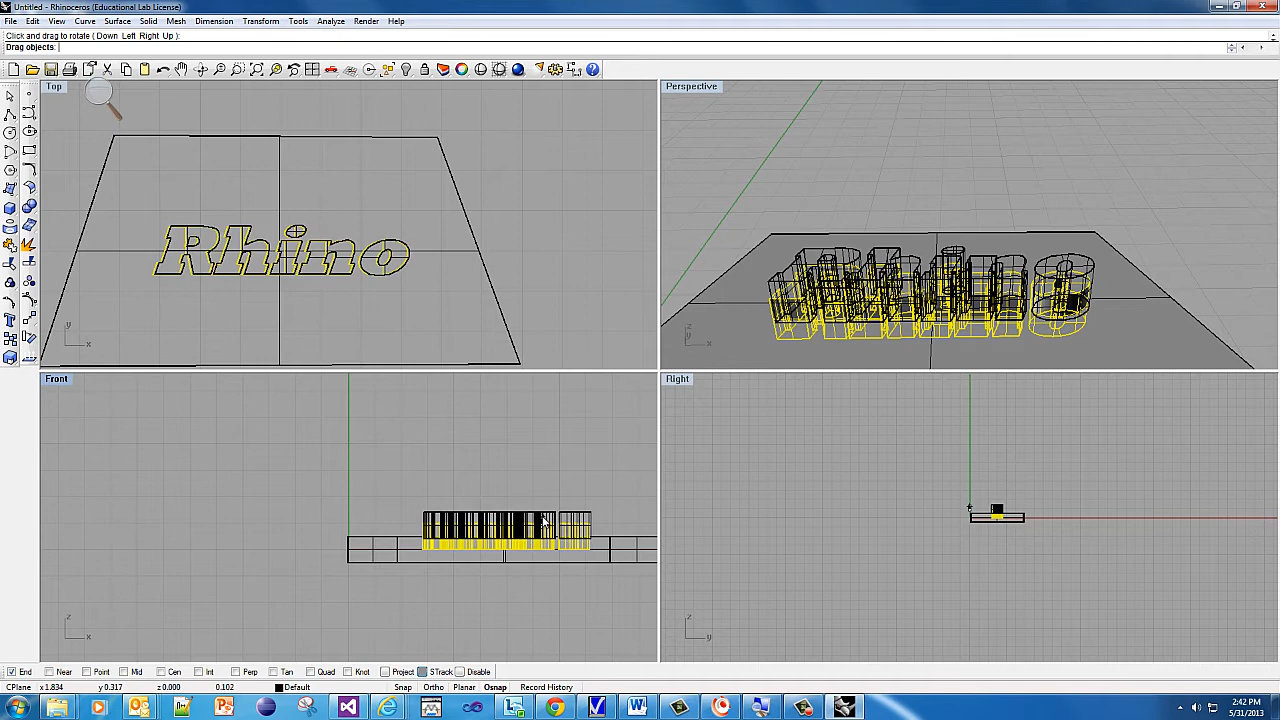 Untitled - Rhinoceros (Educational Lab License)
File Edit View Curve Surface Solid Mesh Dimension Transform Tools Analyze Render Help
Click and drag to rotate ( Down Left Right Up ):
Drag objects:
Top
Perspective
Rhino
y
x
z
y
x
Front
Right
z
x
z
y
End Near Point Mid Cen Int Perp Tan Quad Knot Project STrack Disable
CPlane x 1.834 y 0.317 z 0.000 0.102 Default Snap Ortho Planar Osnap Record History
2:42 PM
5/31/2013